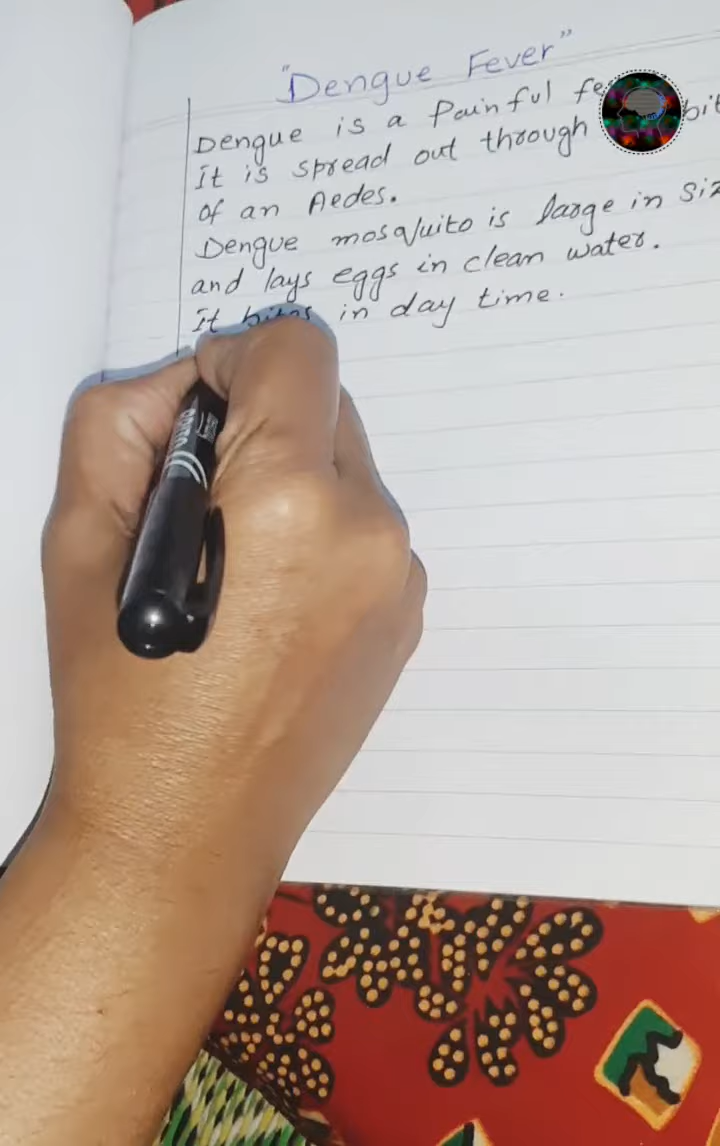 "Dengue Fever"
Dengue is a Painful
It is spread out through
of an Aedes.
Dengue mosquito is large in
and lays eggs in clean water.
It bites in day time.